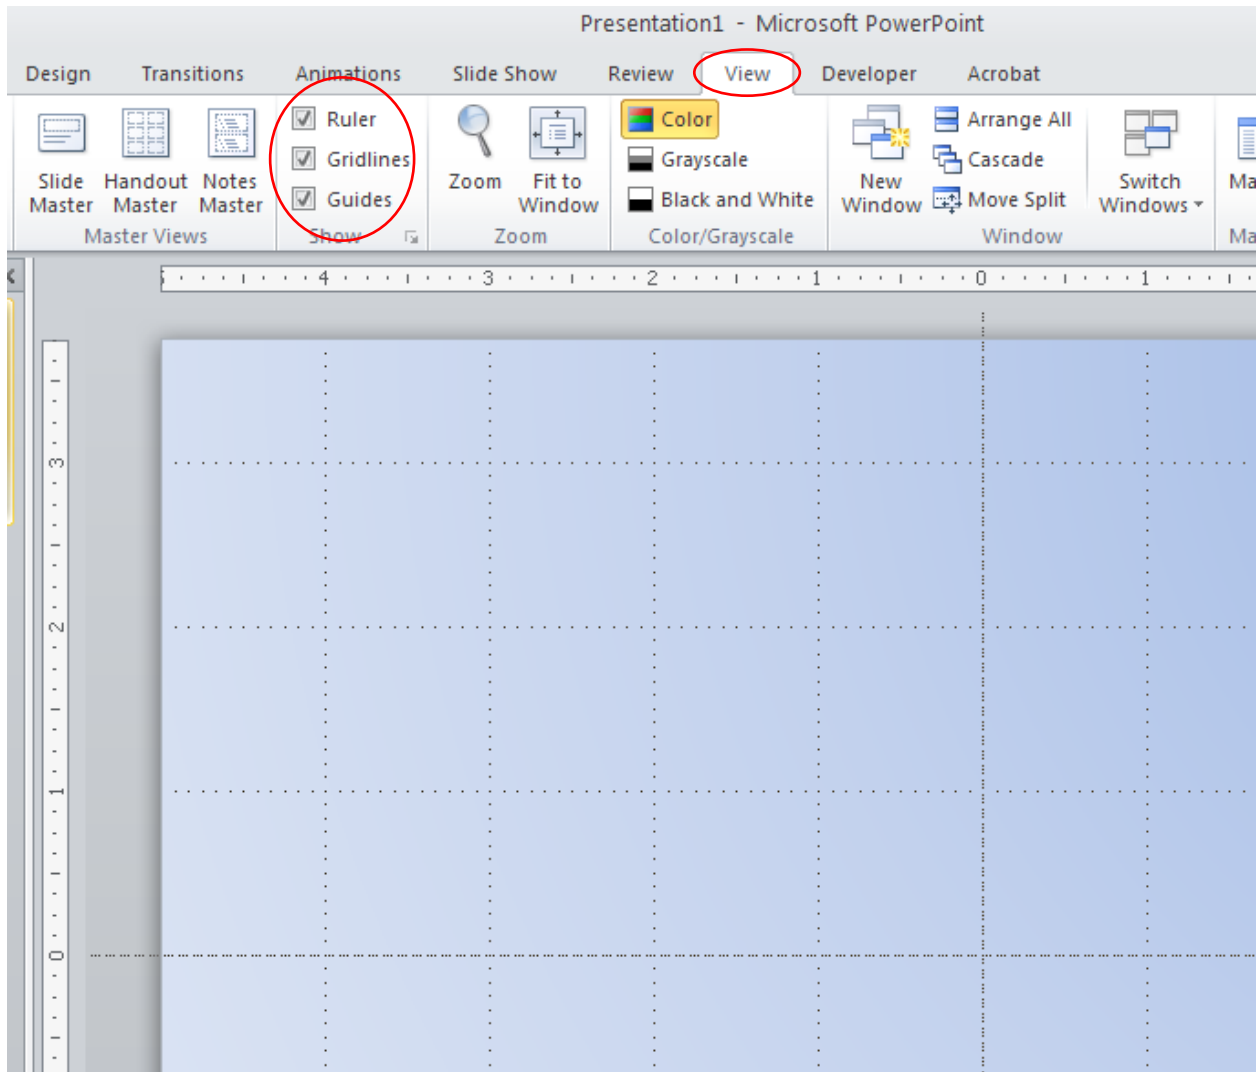 Presentation1 - Microsoft PowerPoint
Design Transitions Animations Slide Show Review View Developer Acrobat
Slide Master
Handout Master
Notes Master
Ruler
Gridlines
Guides
Zoom
Fit to Window
Color
Grayscale
Black and White
New Window
Arrange All
Cascade
Move Split
Switch Windows
Ma
Master Views Show Zoom Color/Grayscale Window Ma
4 3 2 1 0 1
3
2
1
0